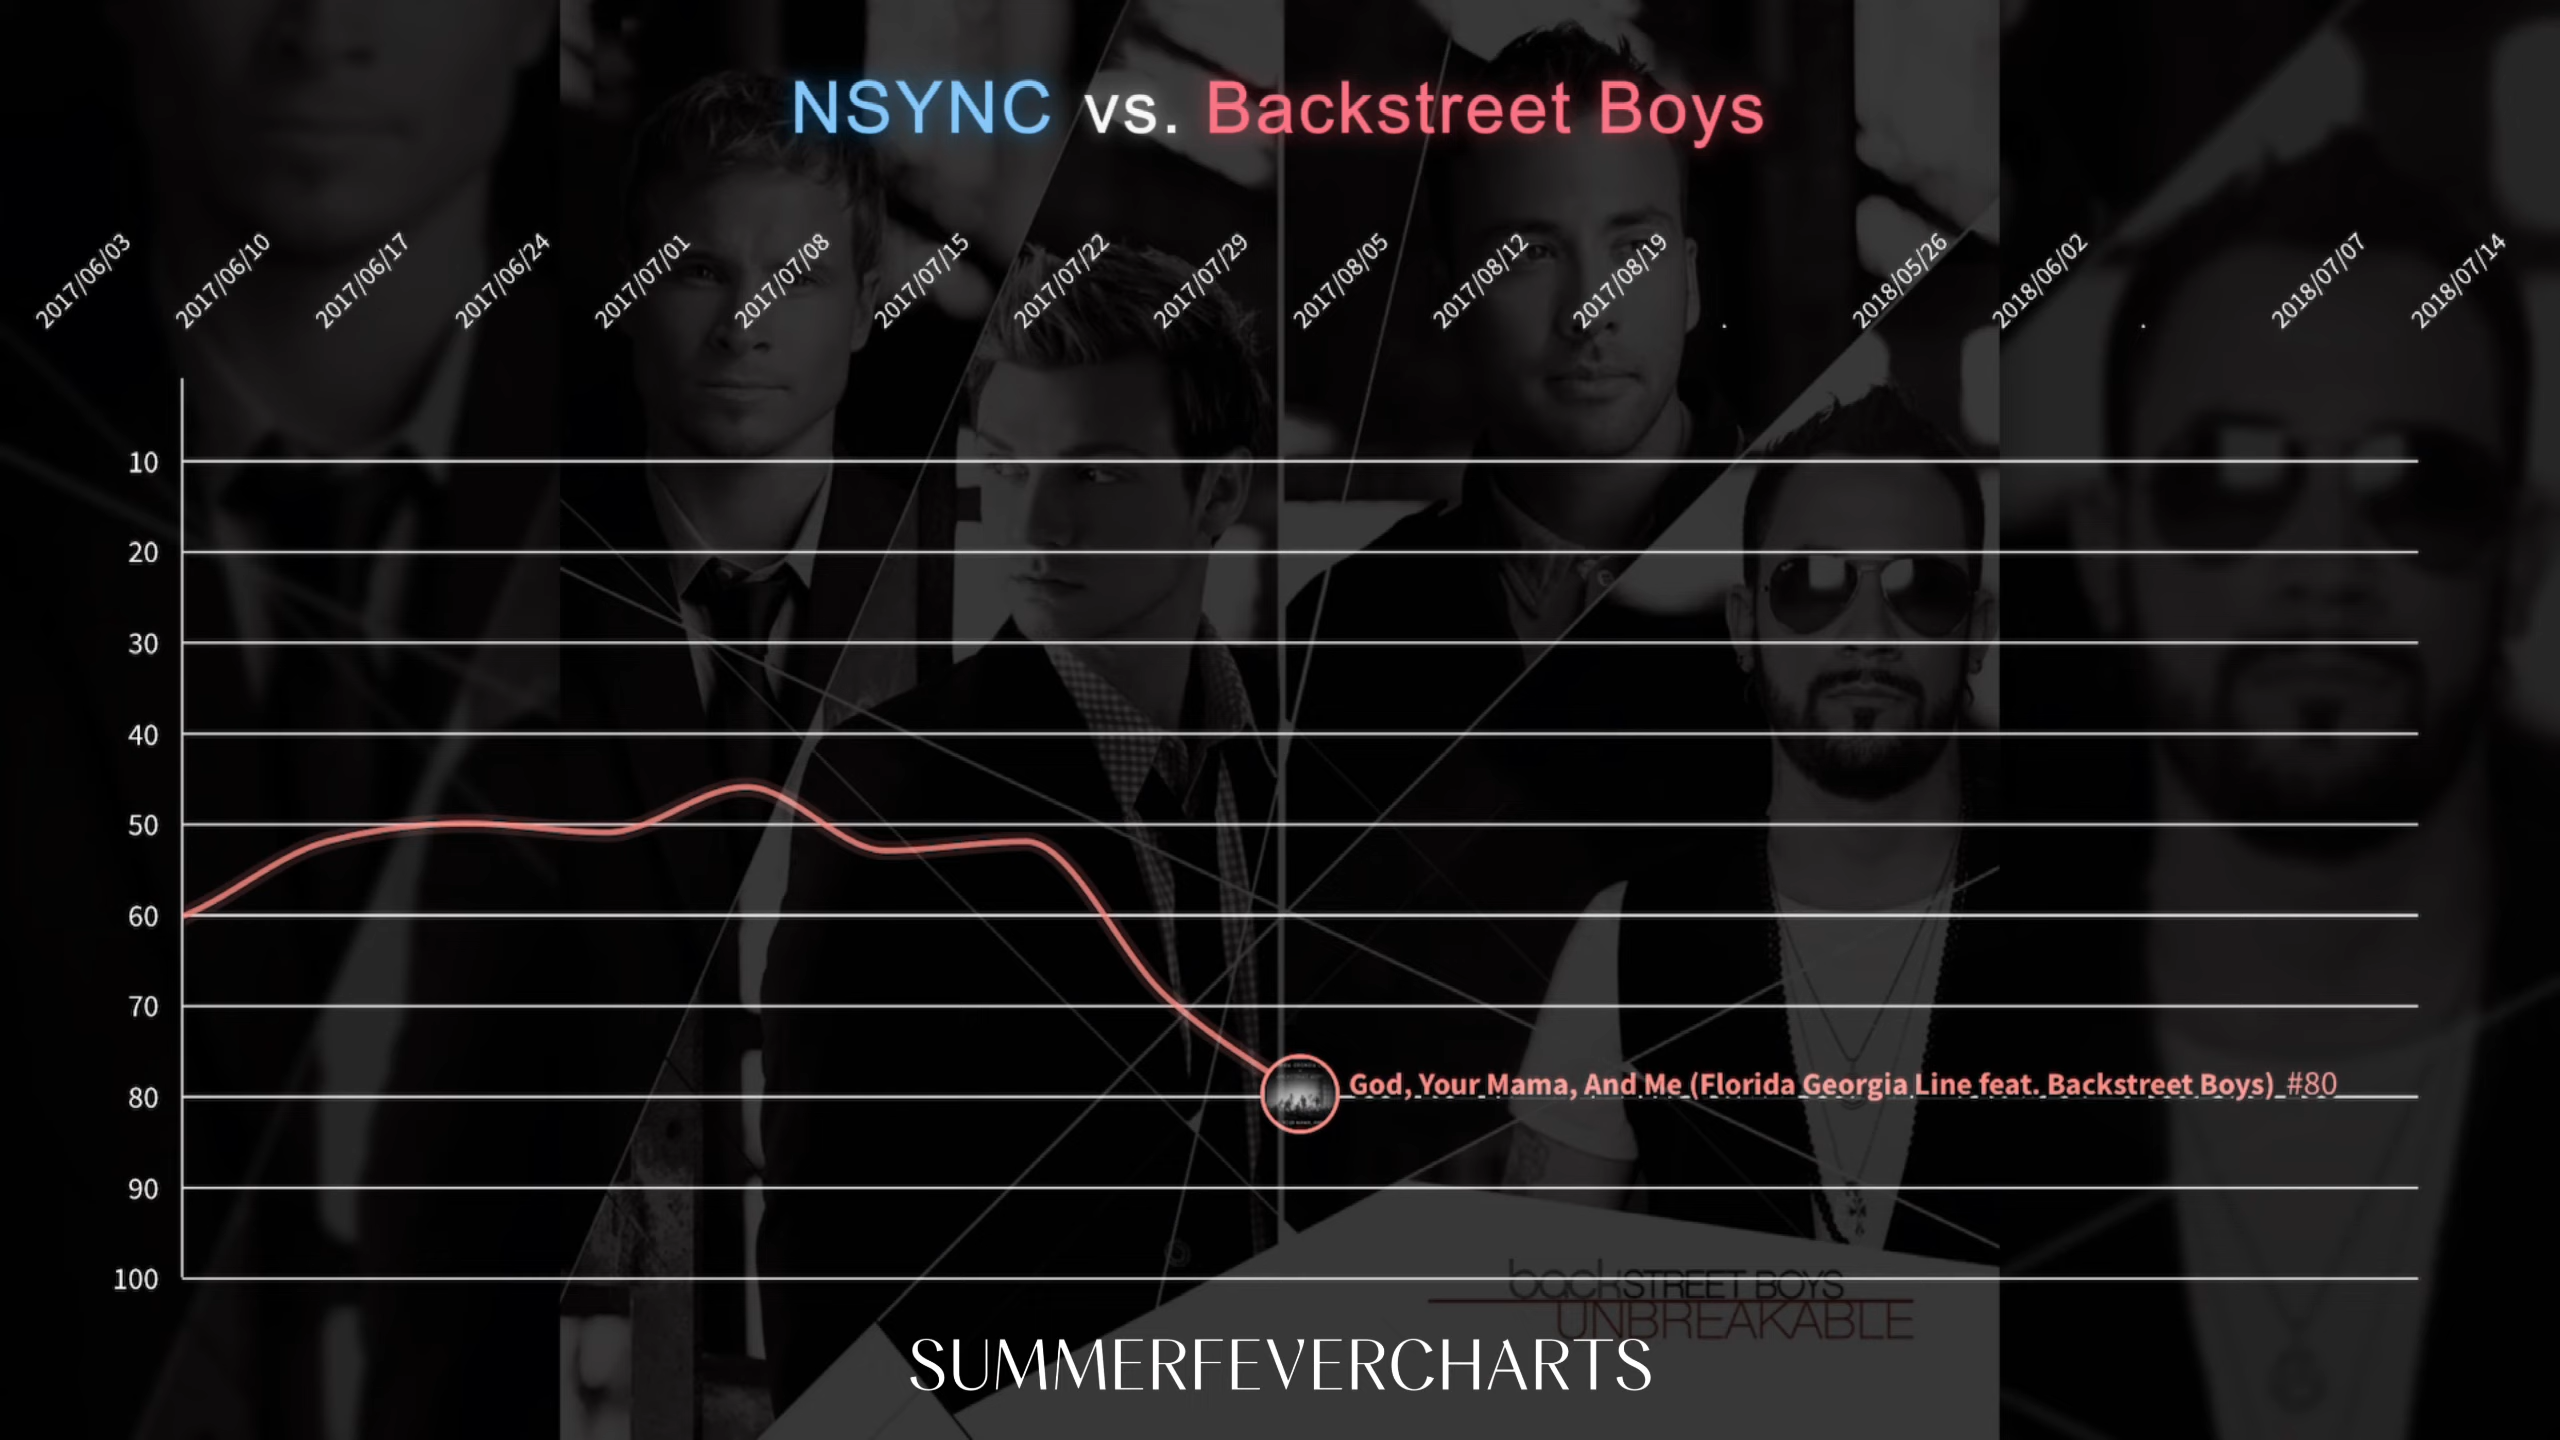 NSYNC vs. Backstreet Boys
2017/06/03 2017/06/10 2017/06/17 2017/06/24 2017/07/01 2017/07/08 2017/07/15 2017/07/22 2017/07/29 2017/08/05 2017/08/12 2017/08/19 . 2018/05/26 2018/06/02 . 2018/07/07 2018/07/14
10
20
30
40
50
60
70
80
God, Your Mama, And Me (Florida Georgia Line feat. Backstreet Boys) #80
90
100
backSTREET BOYS
UNBREAKABLE
SUMMERFEVERCHARTS